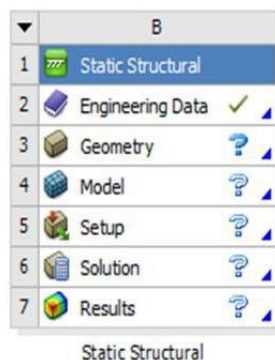 B
1 Static Structural
2 Engineering Data
3 Geometry ?
4 Model ?
5 Setup ?
6 Solution ?
7 Results ?
Static Structural